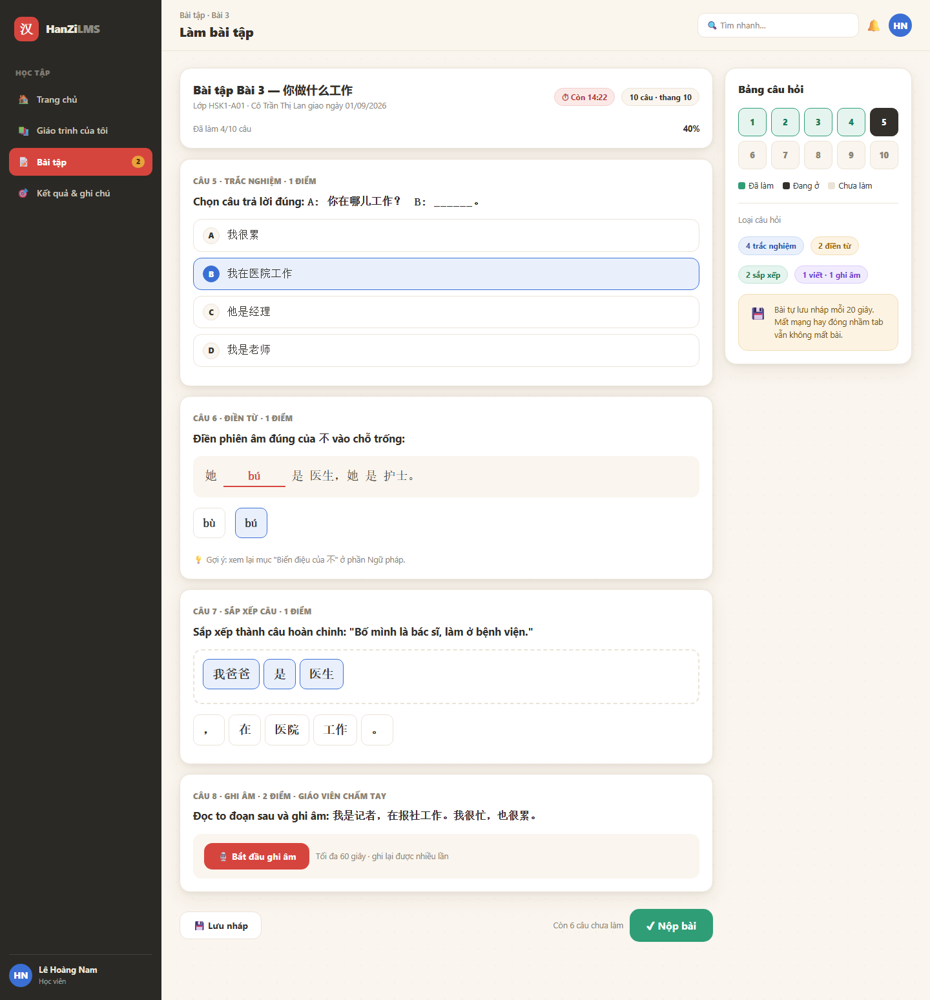 汉 HanZiLMS
HỌC TẬP
Trang chủ
Giáo trình của tôi
Bài tập 2
Kết quả & ghi chú
HN Lê Hoàng Nam
Học viên
Bài tập · Bài 3
Làm bài tập
Tìm nhanh...
HN
Bài tập Bài 3 — 你做什么工作
Lớp HSK1-A01 · Cô Trần Thị Lan giao ngày 01/09/2026
Còn 14:22
10 câu · thang 10
Đã làm 4/10 câu
40%
CÂU 5 · TRẮC NGHIỆM · 1 ĐIỂM
Chọn câu trả lời đúng: A: 你在哪儿工作? B: ______。
A 我很累
B 我在医院工作
C 他是经理
D 我是老师
CÂU 6 · ĐIỀN TỪ · 1 ĐIỂM
Điền phiên âm đúng của 不 vào chỗ trống:
她 bú 是 医生，她 是 护士。
bù bú
Gợi ý: xem lại mục "Biến điệu của 不" ở phần Ngữ pháp.
CÂU 7 · SẮP XẾP CÂU · 1 ĐIỂM
Sắp xếp thành câu hoàn chỉnh: "Bố mình là bác sĩ, làm ở bệnh viện."
我爸爸 是 医生
， 在 医院 工作 。
CÂU 8 · GHI ÂM · 2 ĐIỂM · GIÁO VIÊN CHẤM TAY
Đọc to đoạn sau và ghi âm: 我是记者，在报社工作。我很忙，也很累。
Bắt đầu ghi âm
Tối đa 60 giây · ghi lại được nhiều lần
Lưu nháp
Còn 6 câu chưa làm
✓ Nộp bài
Bảng câu hỏi
1 2 3 4 5
6 7 8 9 10
Đã làm Đang ở Chưa làm
Loại câu hỏi
4 trắc nghiệm 2 điền từ
2 sắp xếp 1 viết · 1 ghi âm
Bài tự lưu nháp mỗi 20 giây.
Mất mạng hay đóng nhầm tab
vẫn không mất bài.